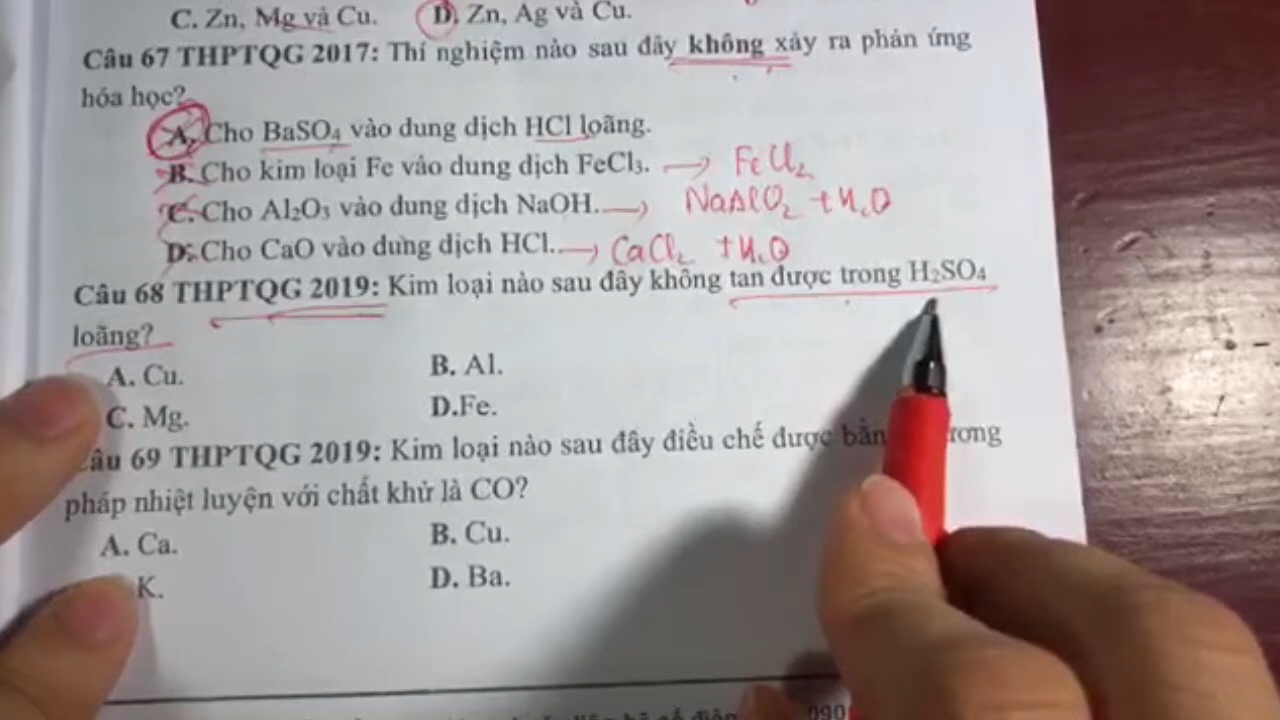 C. Zn, Mg và Cu. D. Zn, Ag và Cu.
Câu 67 THPTQG 2017: Thí nghiệm nào sau đây không xảy ra phản ứng
hóa học?
A. Cho BaSO₄ vào dung dịch HCl loãng.
B. Cho kim loại Fe vào dung dịch FeCl₃. → FeCl₂
C. Cho Al₂O₃ vào dung dịch NaOH. → NaAlO₂ + H₂O
D. Cho CaO vào dung dịch HCl. → CaCl₂ + H₂O
Câu 68 THPTQG 2019: Kim loại nào sau đây không tan được trong H₂SO₄
loãng?
A. Cu. B. Al.
C. Mg. D.Fe.
âu 69 THPTQG 2019: Kim loại nào sau đây điều chế được bằn ương
pháp nhiệt luyện với chất khử là CO?
A. Ca. B. Cu.
K. D. Ba.
090